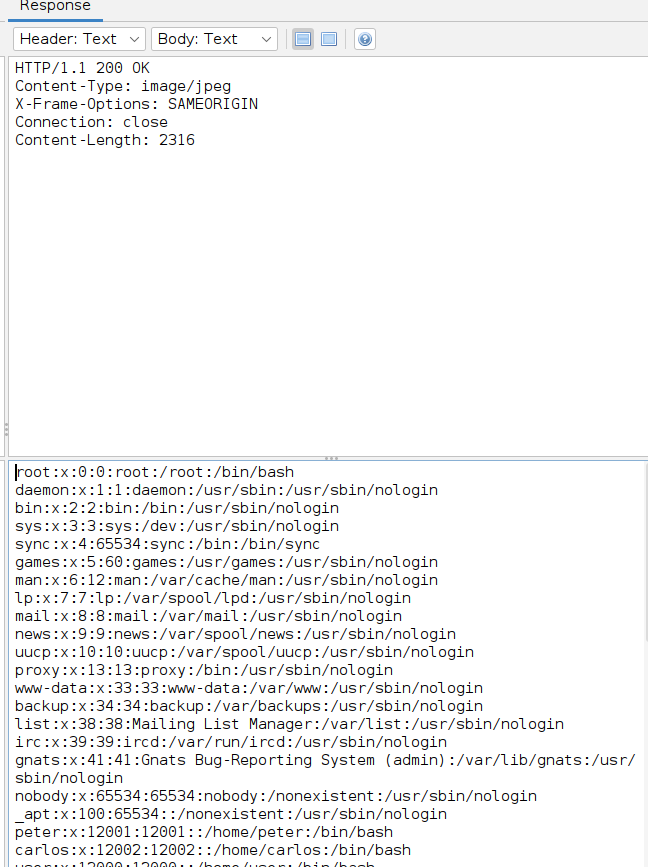 Response
Header: Text
Body: Text
HTTP/1.1 200 OK
Content-Type: image/jpeg
X-Frame-Options: SAMEORIGIN
Connection: close
Content-Length: 2316
root:x:0:0:root:/root:/bin/bash
daemon:x:1:1:daemon:/usr/sbin:/usr/sbin/nologin
bin:x:2:2:bin:/bin:/usr/sbin/nologin
sys:x:3:3:sys:/dev:/usr/sbin/nologin
sync:x:4:65534:sync:/bin:/bin/sync
games:x:5:60:games:/usr/games:/usr/sbin/nologin
man:x:6:12:man:/var/cache/man:/usr/sbin/nologin
lp:x:7:7:lp:/var/spool/lpd:/usr/sbin/nologin
mail:x:8:8:mail:/var/mail:/usr/sbin/nologin
news:x:9:9:news:/var/spool/news:/usr/sbin/nologin
uucp:x:10:10:uucp:/var/spool/uucp:/usr/sbin/nologin
proxy:x:13:13:proxy:/bin:/usr/sbin/nologin
www-data:x:33:33:www-data:/var/www:/usr/sbin/nologin
backup:x:34:34:backup:/var/backups:/usr/sbin/nologin
list:x:38:38:Mailing List Manager:/var/list:/usr/sbin/nologin
irc:x:39:39:ircd:/var/run/ircd:/usr/sbin/nologin
gnats:x:41:41:Gnats Bug-Reporting System (admin):/var/lib/gnats:/usr/
sbin/nologin
nobody:x:65534:65534:nobody:/nonexistent:/usr/sbin/nologin
_apt:x:100:65534::/nonexistent:/usr/sbin/nologin
peter:x:12001:12001::/home/peter:/bin/bash
carlos:x:12002:12002::/home/carlos:/bin/bash
user:x:12000:12000::/home/user:/bin/bash